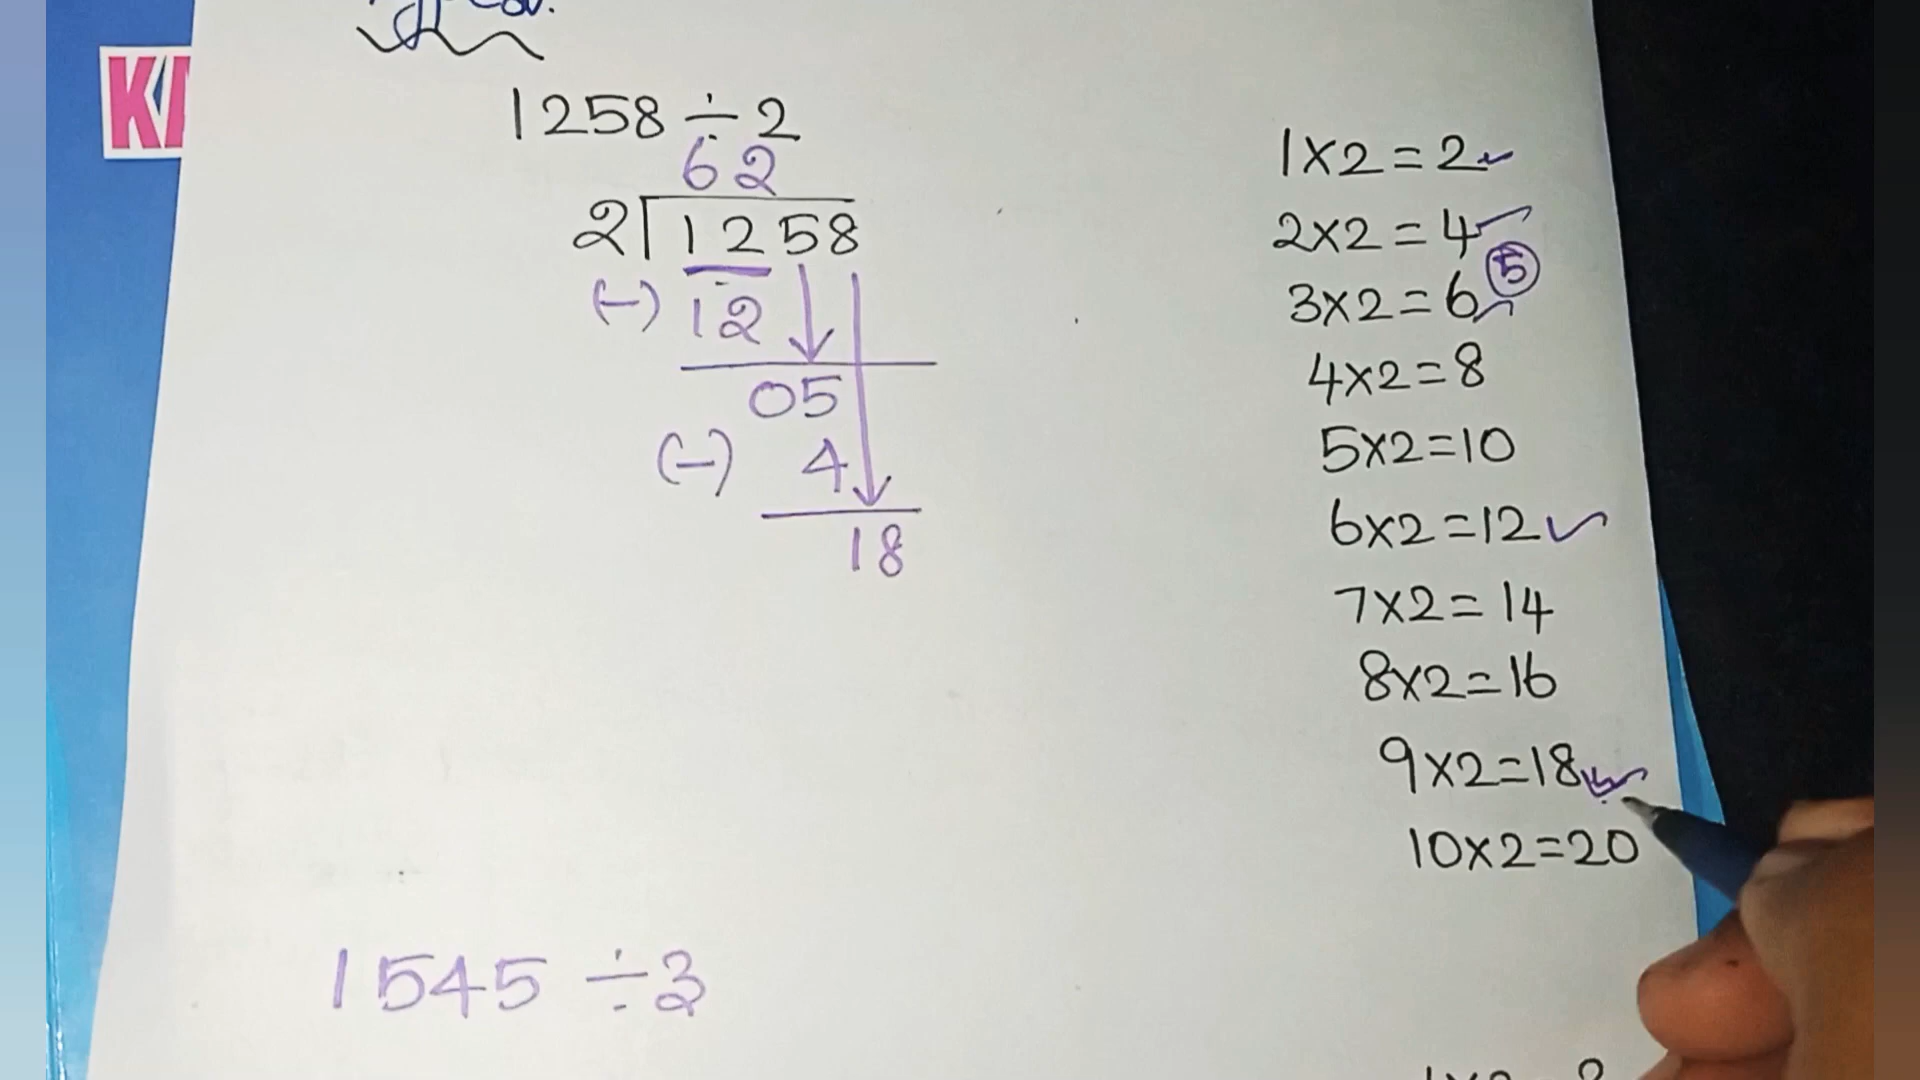 1258 ÷ 2
62
2 1258
(-) 12
05
(-) 4
18
1545 ÷ 3
1x2=2
2x2=4
5
3x2=6
4x2=8
5x2=10
6x2=12
7x2=14
8x2=16
9x2=18
10x2=20